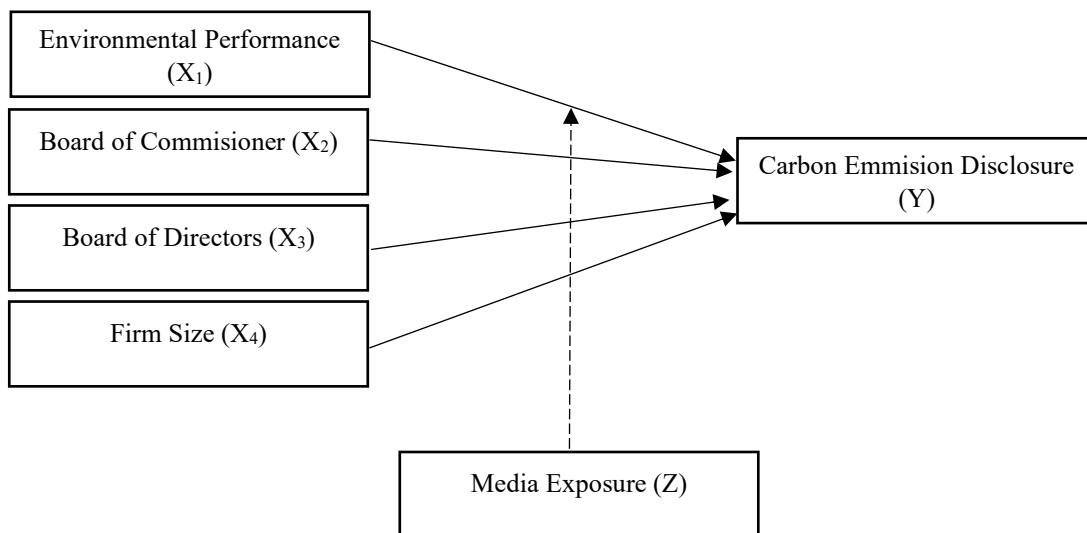 Environmental Performance
(X₁)
Board of Commisioner (X₂)
Carbon Emmision Disclosure
(Y)
Board of Directors (X₃)
Firm Size (X₄)
Media Exposure (Z)